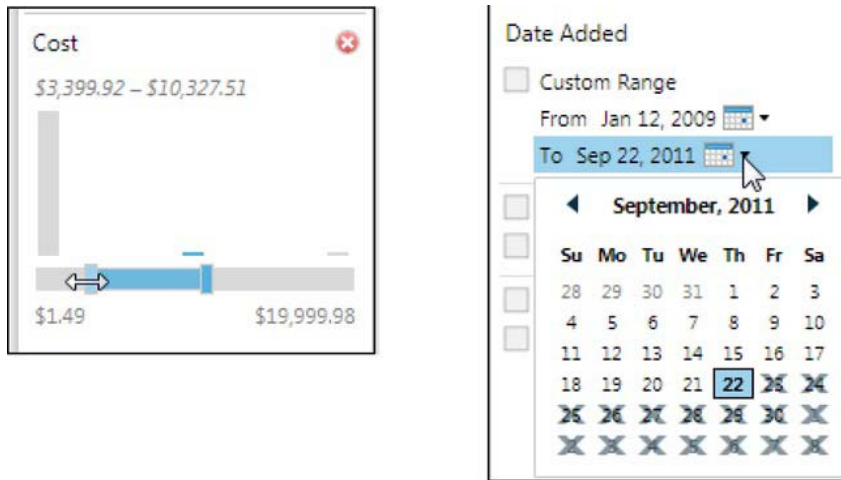 Cost
$3,399.92 – $10,327.51
$1.49 $19,999.98
Date Added
Custom Range
From Jan 12, 2009
To Sep 22, 2011
September, 2011
Su Mo Tu We Th Fr Sa
28 29 30 31 1 2 3
4 5 6 7 8 9 10
11 12 13 14 15 16 17
18 19 20 21 22 23 24
25 26 27 28 29 30 1
2 3 4 5 6 7 8